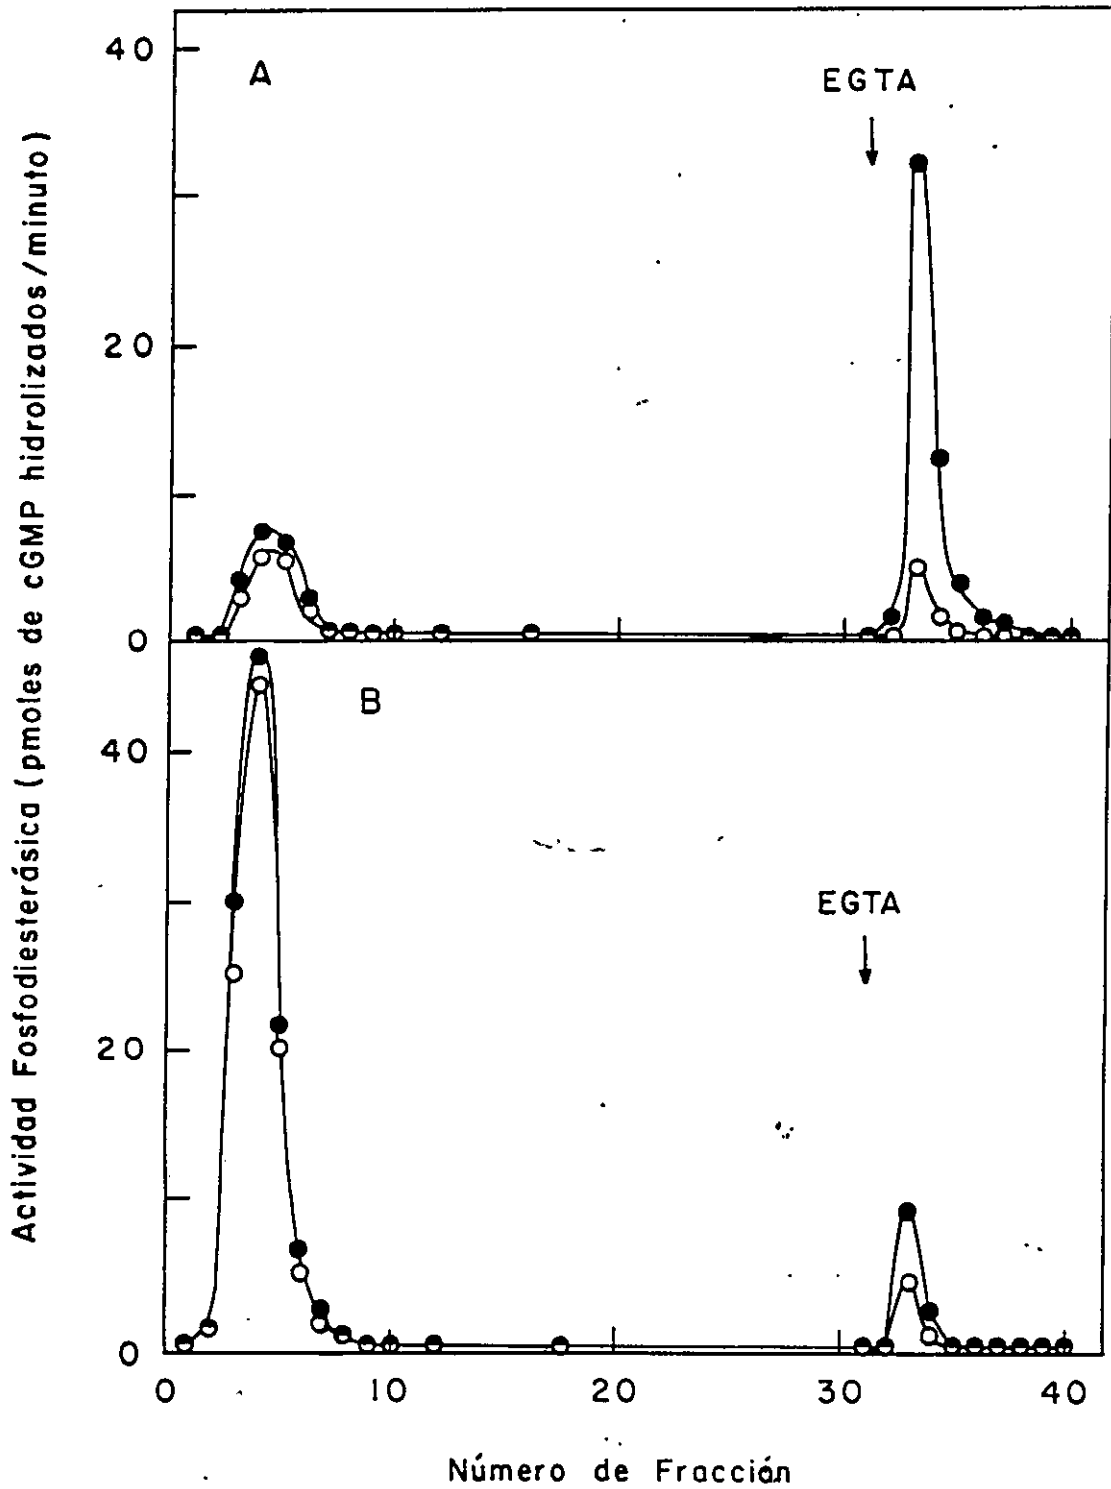 Actividad Fosfodiesterásica (pmoles de cGMP hidrolizados/minuto)
40
A
EGTA
20
0
B
40
EGTA
20
0
0 10 20 30 40
Número de Fracción